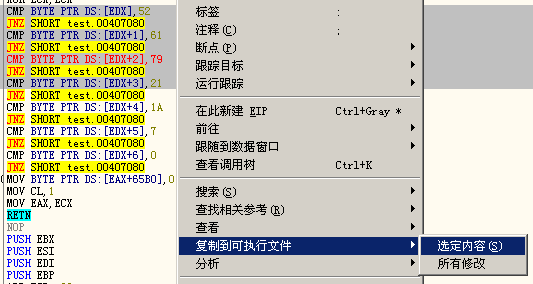 CMP BYTE PTR DS:[EDX],52
JNZ SHORT test.00407080
CMP BYTE PTR DS:[EDX+1],61
JNZ SHORT test.00407080
CMP BYTE PTR DS:[EDX+2],79
JNZ SHORT test.00407080
CMP BYTE PTR DS:[EDX+3],21
JNZ SHORT test.00407080
CMP BYTE PTR DS:[EDX+4],1A
JNZ SHORT test.00407080
CMP BYTE PTR DS:[EDX+5],7
JNZ SHORT test.00407080
CMP BYTE PTR DS:[EDX+6],0
JNZ SHORT test.00407080
MOV BYTE PTR DS:[EAX+65B0],0
MOV CL,1
MOV EAX,ECX
RETN
NOP
PUSH EBX
PUSH ESI
PUSH EDI
PUSH EBP
标签 :
注释(C) ;
断点(P)
跟踪目标
运行跟踪
在此新建 EIP Ctrl+Gray *
前往
跟随到数据窗口
查看调用树 Ctrl+K
搜索(S)
查找相关参考(R)
查看
复制到可执行文件
分析
选定内容(S)
所有修改